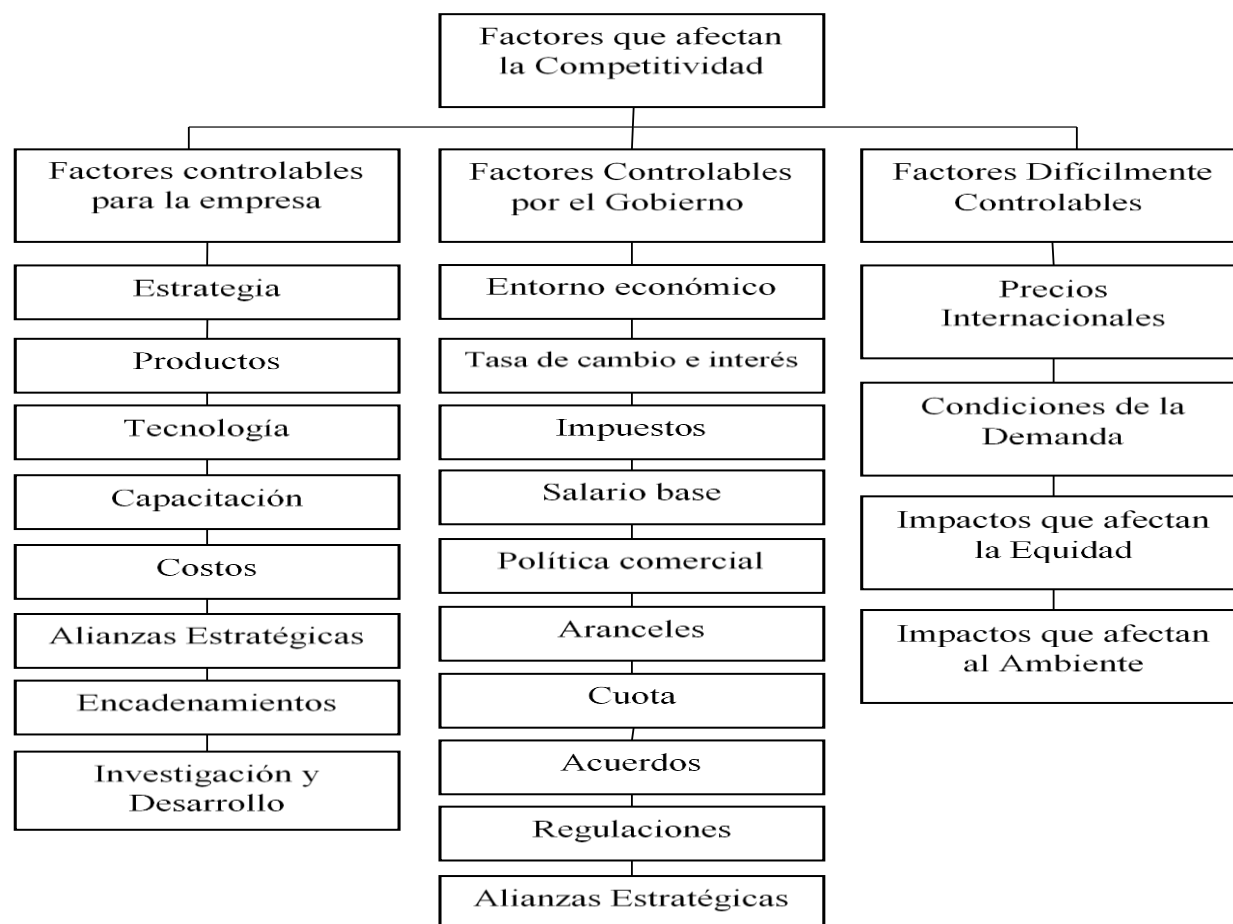 Factores que afectan
la Competitividad
Factores controlables
para la empresa
Estrategia
Productos
Tecnología
Capacitación
Costos
Alianzas Estratégicas
Encadenamientos
Investigación y
Desarrollo
Factores Controlables
por el Gobierno
Entorno económico
Tasa de cambio e interés
Impuestos
Salario base
Política comercial
Aranceles
Cuota
Acuerdos
Regulaciones
Alianzas Estratégicas
Factores Difícilmente
Controlables
Precios
Internacionales
Condiciones de la
Demanda
Impactos que afectan
la Equidad
Impactos que afectan
al Ambiente